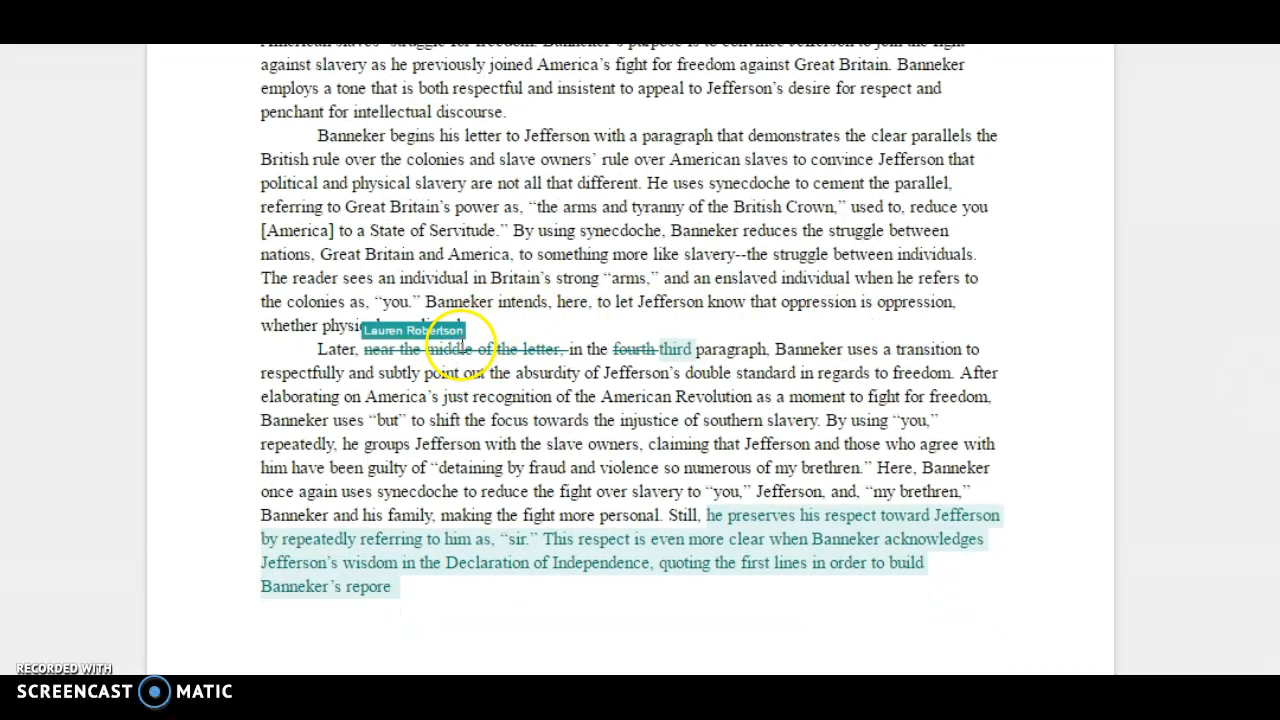 American slaves' struggle for freedom. Banneker's purpose is to convince Jefferson to join the fight
against slavery as he previously joined America's fight for freedom against Great Britain. Banneker
employs a tone that is both respectful and insistent to appeal to Jefferson's desire for respect and
penchant for intellectual discourse.
Banneker begins his letter to Jefferson with a paragraph that demonstrates the clear parallels the
British rule over the colonies and slave owners' rule over American slaves to convince Jefferson that
political and physical slavery are not all that different. He uses synecdoche to cement the parallel,
referring to Great Britain's power as, “the arms and tyranny of the British Crown,” used to, reduce you
[America] to a State of Servitude.” By using synecdoche, Banneker reduces the struggle between
nations, Great Britain and America, to something more like slavery--the struggle between individuals.
The reader sees an individual in Britain's strong “arms,” and an enslaved individual when he refers to
the colonies as, “you.” Banneker intends, here, to let Jefferson know that oppression is oppression,
whether
Lauren Robertson
Later, near the middle of the letter, in the fourth third paragraph, Banneker uses a transition to
respectfully and subtly point out the absurdity of Jefferson's double standard in regards to freedom. After
elaborating on America's just recognition of the American Revolution as a moment to fight for freedom,
Banneker uses “but” to shift the focus towards the injustice of southern slavery. By using “you,”
repeatedly, he groups Jefferson with the slave owners, claiming that Jefferson and those who agree with
him have been guilty of “detaining by fraud and violence so numerous of my brethren.” Here, Banneker
once again uses synecdoche to reduce the fight over slavery to “you,” Jefferson, and, “my brethren,”
Banneker and his family, making the fight more personal. Still, he preserves his respect toward Jefferson
by repeatedly referring to him as, “sir.” This respect is even more clear when Banneker acknowledges
Jefferson's wisdom in the Declaration of Independence, quoting the first lines in order to build
Banneker's repore
RECORDED WITH
SCREENCAST MATIC